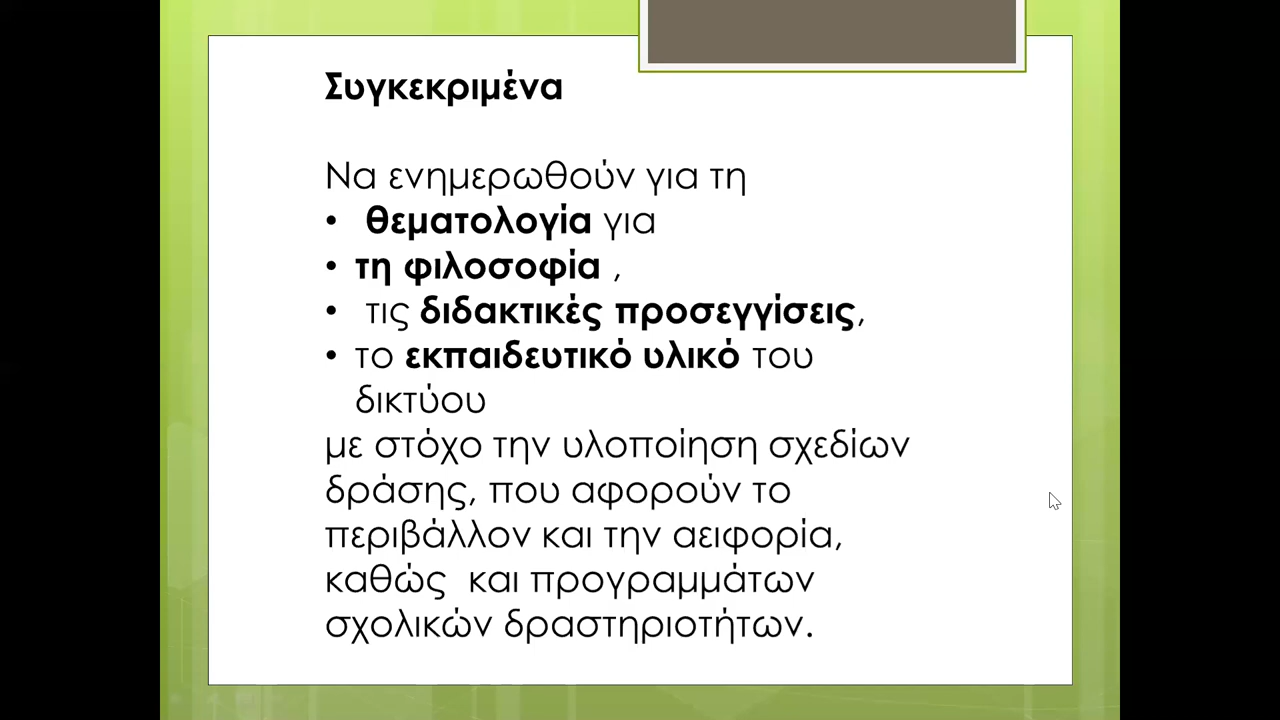 Συγκεκριμένα
Να ενημερωθούν για τη
• θεματολογία για
• τη φιλοσοφία ,
• τις διδακτικές προσεγγίσεις,
• το εκπαιδευτικό υλικό του
δικτύου
με στόχο την υλοποίηση σχεδίων
δράσης, που αφορούν το
περιβάλλον και την αειφορία,
καθώς  και προγραμμάτων
σχολικών δραστηριοτήτων.